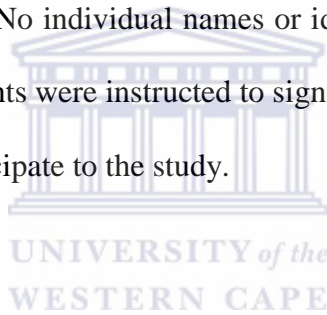 No individual names or id
nts were instructed to sign
cipate to the study.
UNIVERSITY of the
WESTERN CAPE